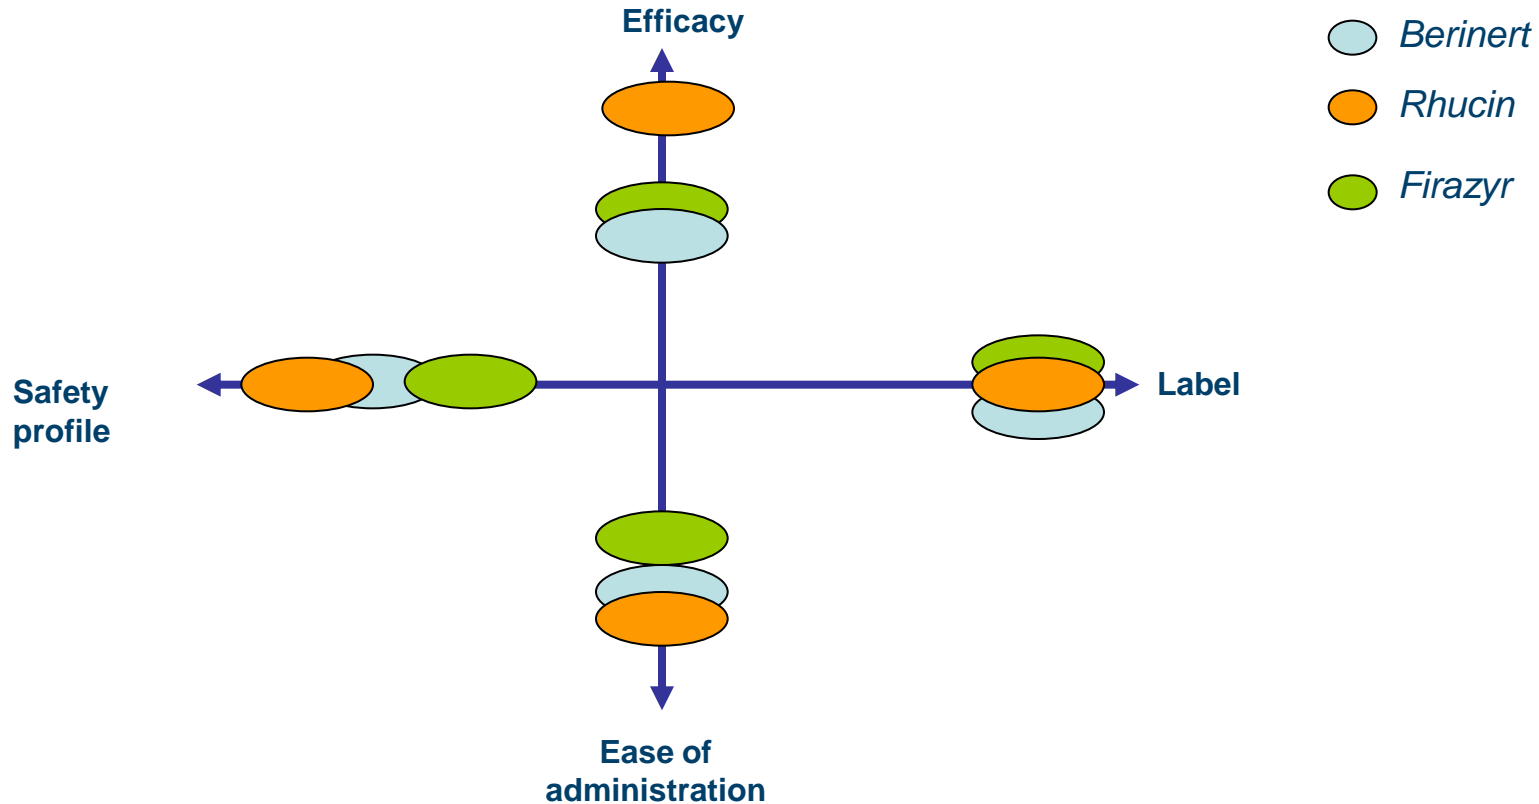 Efficacy
Berinert
Rhucin
Firazyr
Safety
profile
Label
Ease of
administration